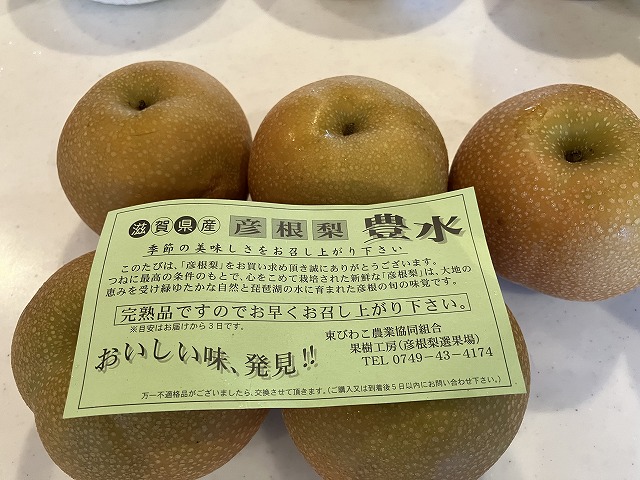 滋賀県産 彦根梨 豊水
季節の美味しさをお召し上がり下さい
このたびは、「彦根梨」をお買い求め頂き誠にありがとうございます。
つねに最高の条件のもとで、心をこめて栽培された新鮮な「彦根梨」は、大地の
恵みを受け緑ゆたかな自然と琵琶湖の水に育まれた彦根の旬の味覚です。
完熟品ですのでお早くお召し上がり下さい。
※目安はお届けから3日です。
おいしい味、発見!!
東びわこ農業協同組合
果樹工房(彦根梨選果場)
TEL 0749-43-4174
万一不適格品がございましたら、交換させて頂きます。(ご購入又は到着後5日以内にお問い合わせ下さい。)